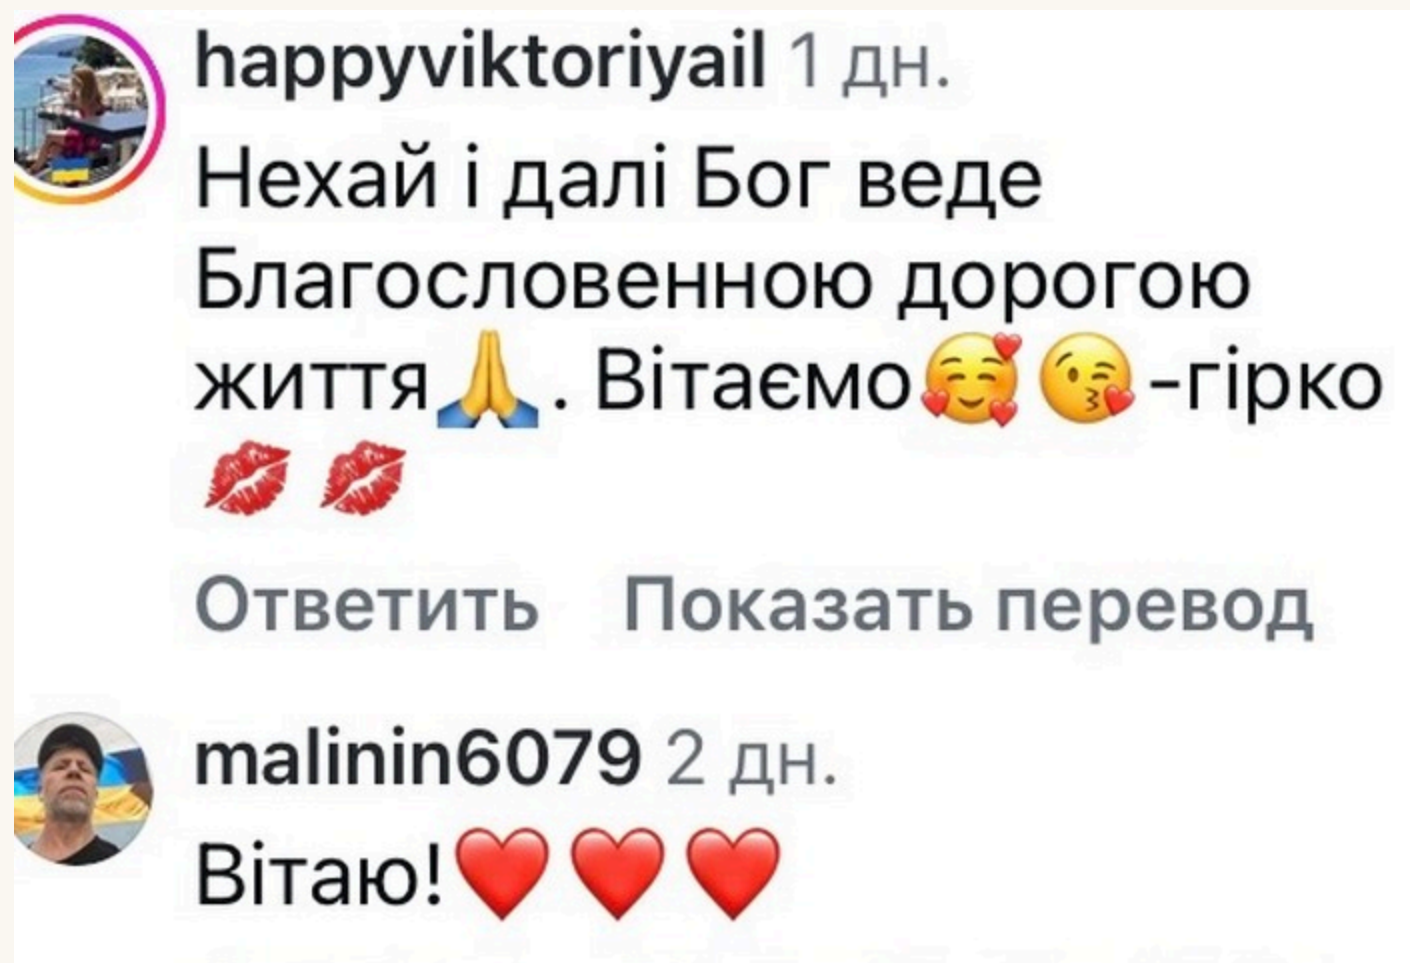 happyviktoriyail 1 дн.
Нехай і далі Бог веде
Благословенною дорогою
життя🙏. Вітаємо🥰😘-гірко
💋💋
Ответить Показать перевод
malinin6079 2 дн.
Вітаю!❤️❤️❤️